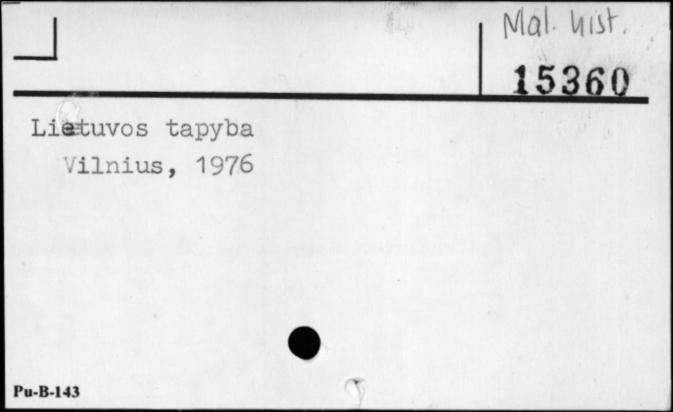 Mal. hist.
15360
Lietuvos tapyba
Vilnius, 1976
Pu-B-143